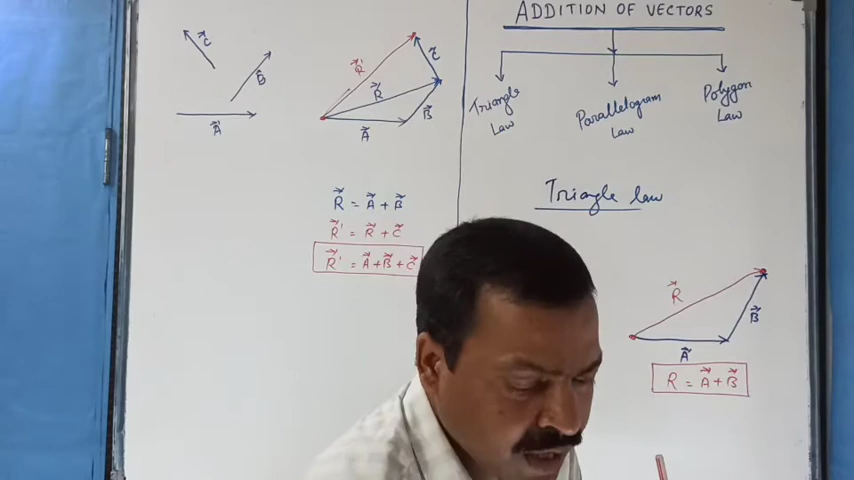 ADDITION OF VECTORS
Triangle Law
Parallelogram Law
Polygon Law
Triangle law
R⃗
B⃗
A⃗
R = A⃗ + B⃗
C⃗
B⃗
A⃗
R⃗'
C⃗
R⃗
B⃗
A⃗
R⃗ = A⃗ + B⃗
R⃗' = R⃗ + C⃗
R⃗' = A⃗ + B⃗ + C⃗